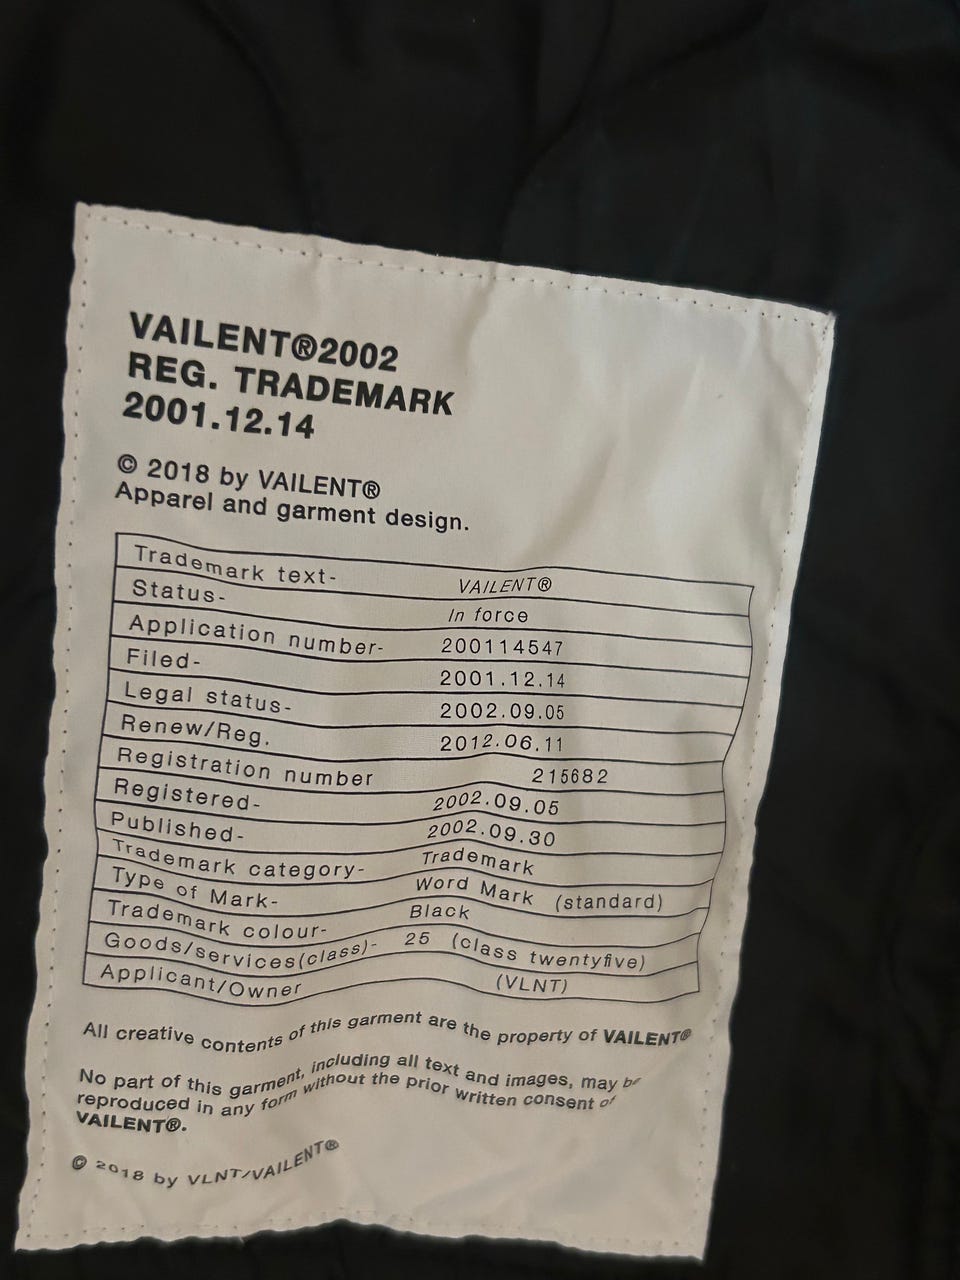 VAILENT®2002
REG. TRADEMARK
2001.12.14
© 2018 by VAILENT®
Apparel and garment design.
Trademark text- VAILENT®
Status- In force
Application number- 200114547
Filed- 2001.12.14
Legal status- 2002.09.05
Renew/Reg. 2012.06.11
Registration number 215682
Registered- 2002.09.05
Published- 2002.09.30
Trademark category- Trademark
Type of Mark- Word Mark (standard)
Trademark colour- Black
Goods/services(class)- 25 (class twentyfive)
Applicant/Owner (VLNT)
All creative contents of this garment are the property of VAILENT®
No part of this garment, including all text and images, may be
reproduced in any form without the prior written consent of
VAILENT®.
© 2018 by VLNT/VAILENT®